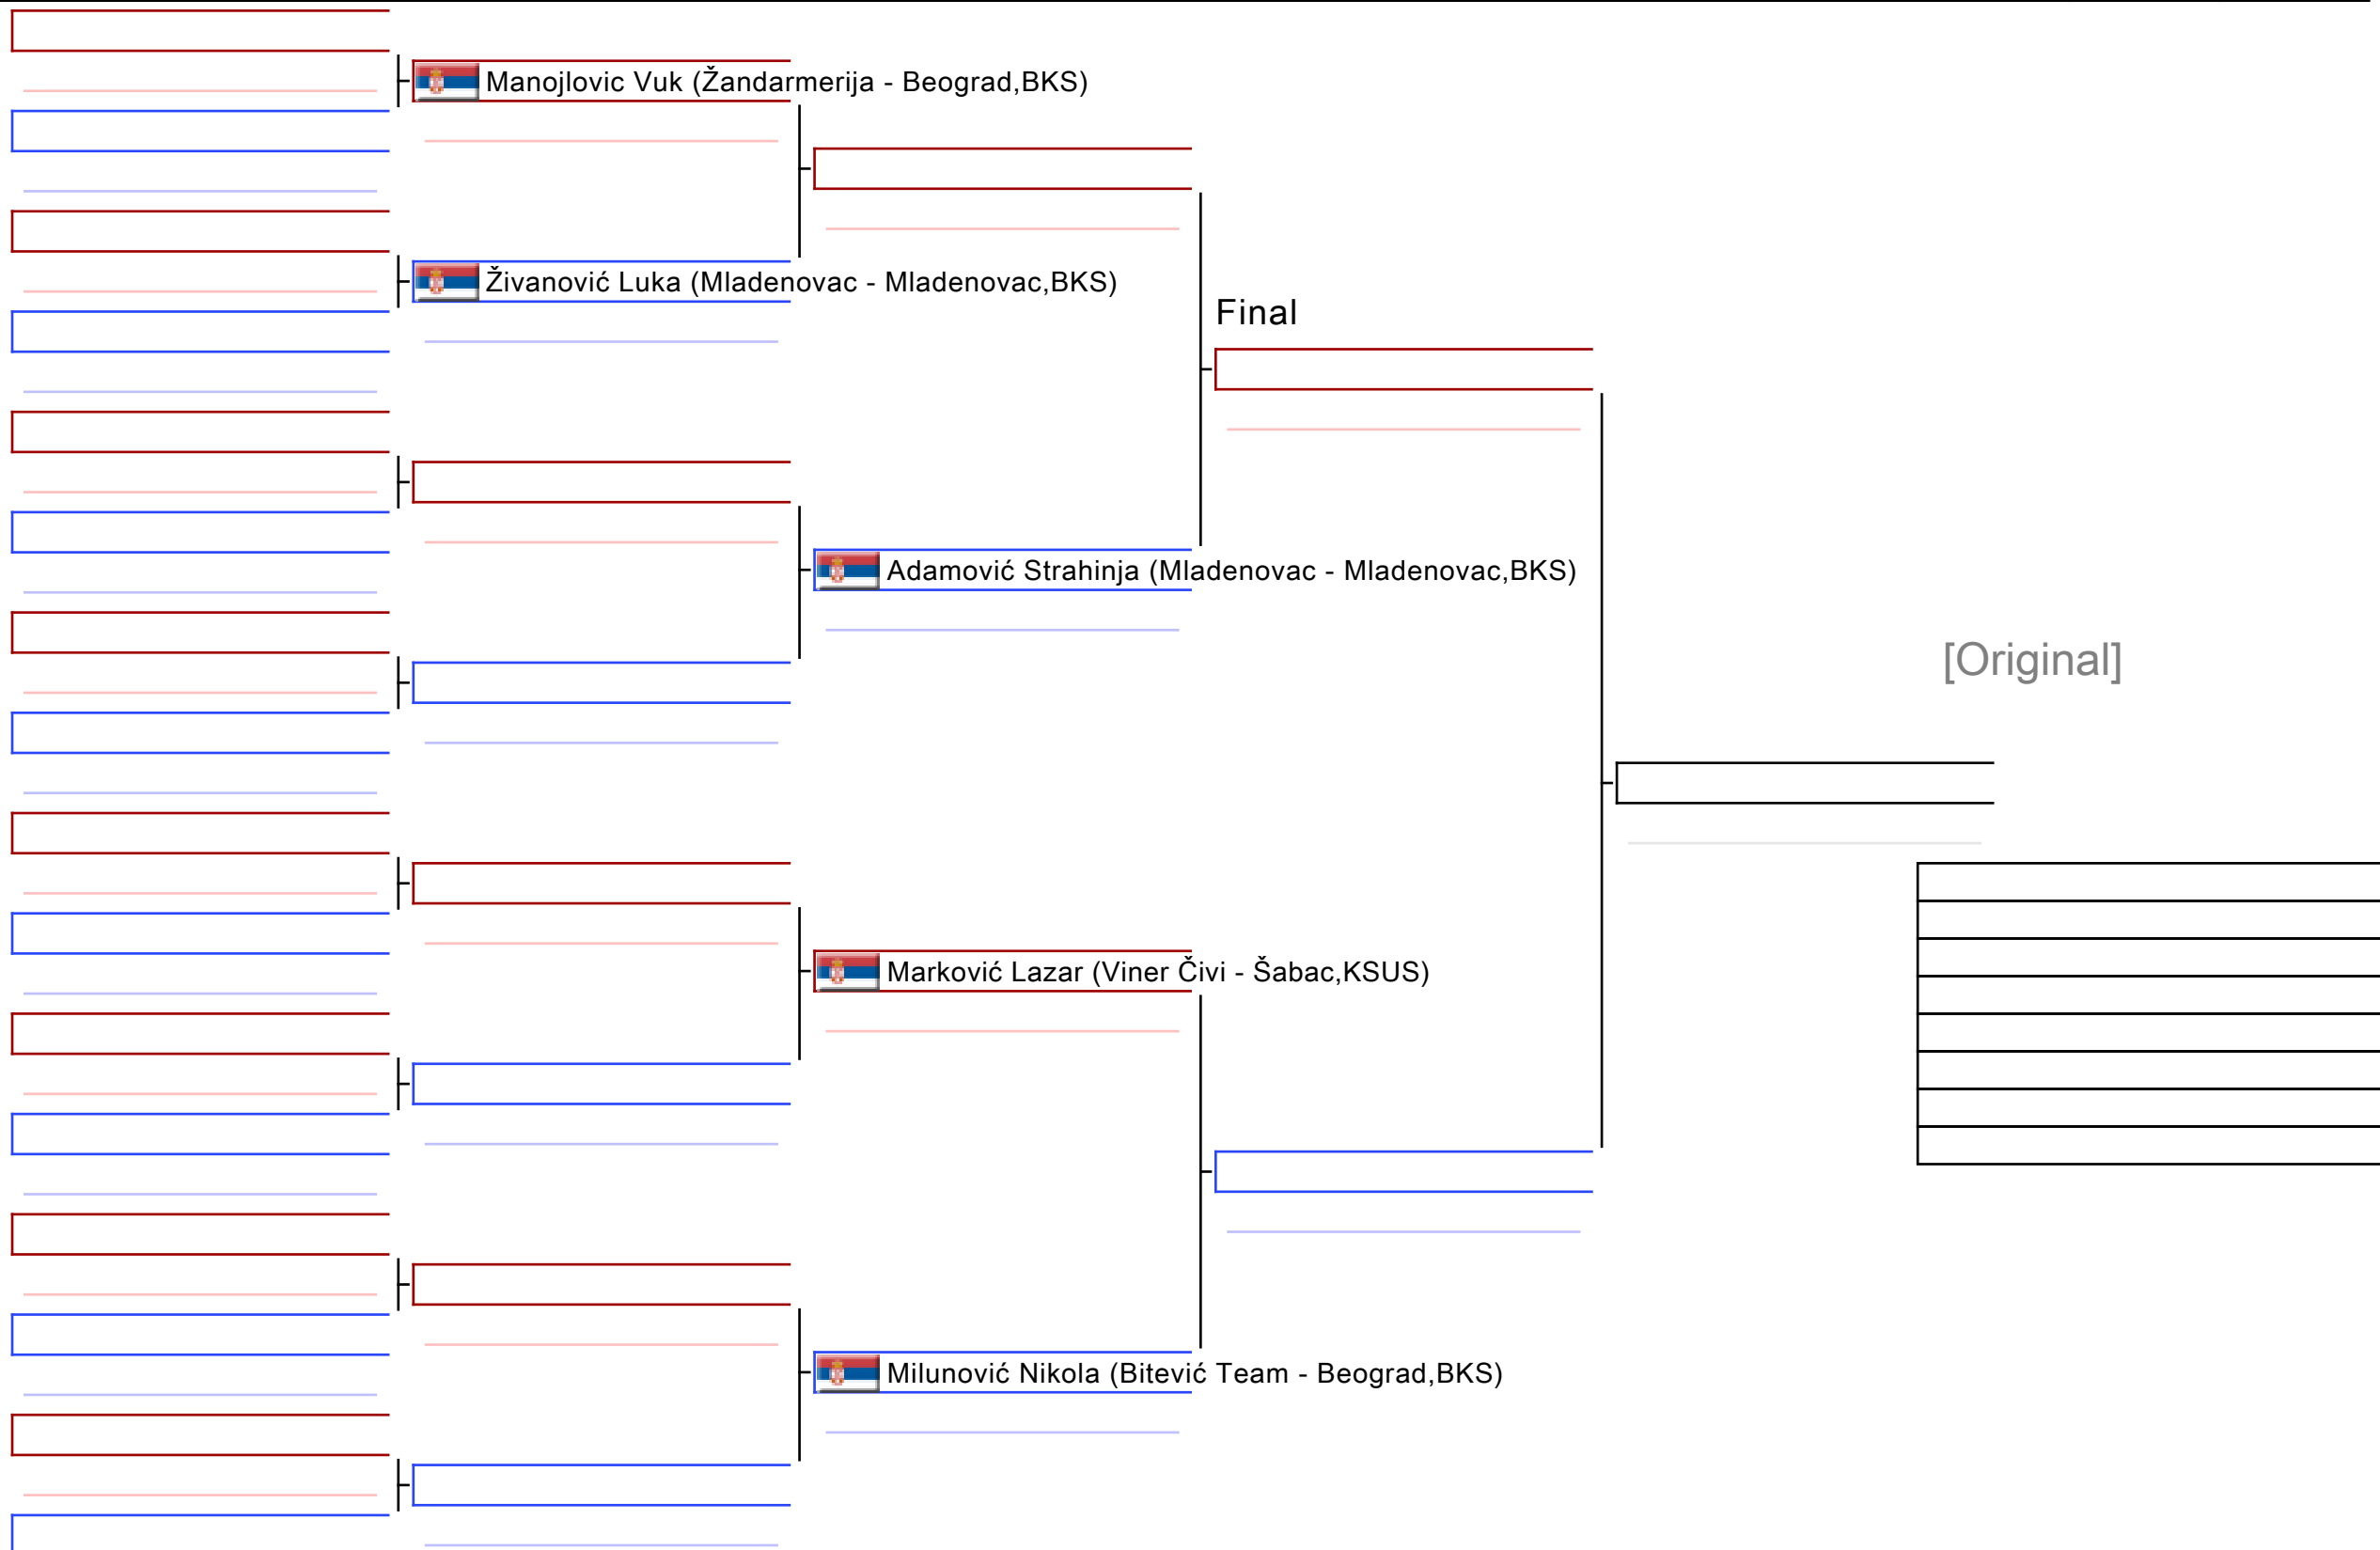 Manojlovic Vuk (Žandarmerija - Beograd,BKS)
Živanović Luka (Mladenovac - Mladenovac,BKS)
Final
Adamović Strahinja (Mladenovac - Mladenovac,BKS)
[Original]
Marković Lazar (Viner Čivi - Šabac,KSUS)
Milunović Nikola (Bitević Team - Beograd,BKS)